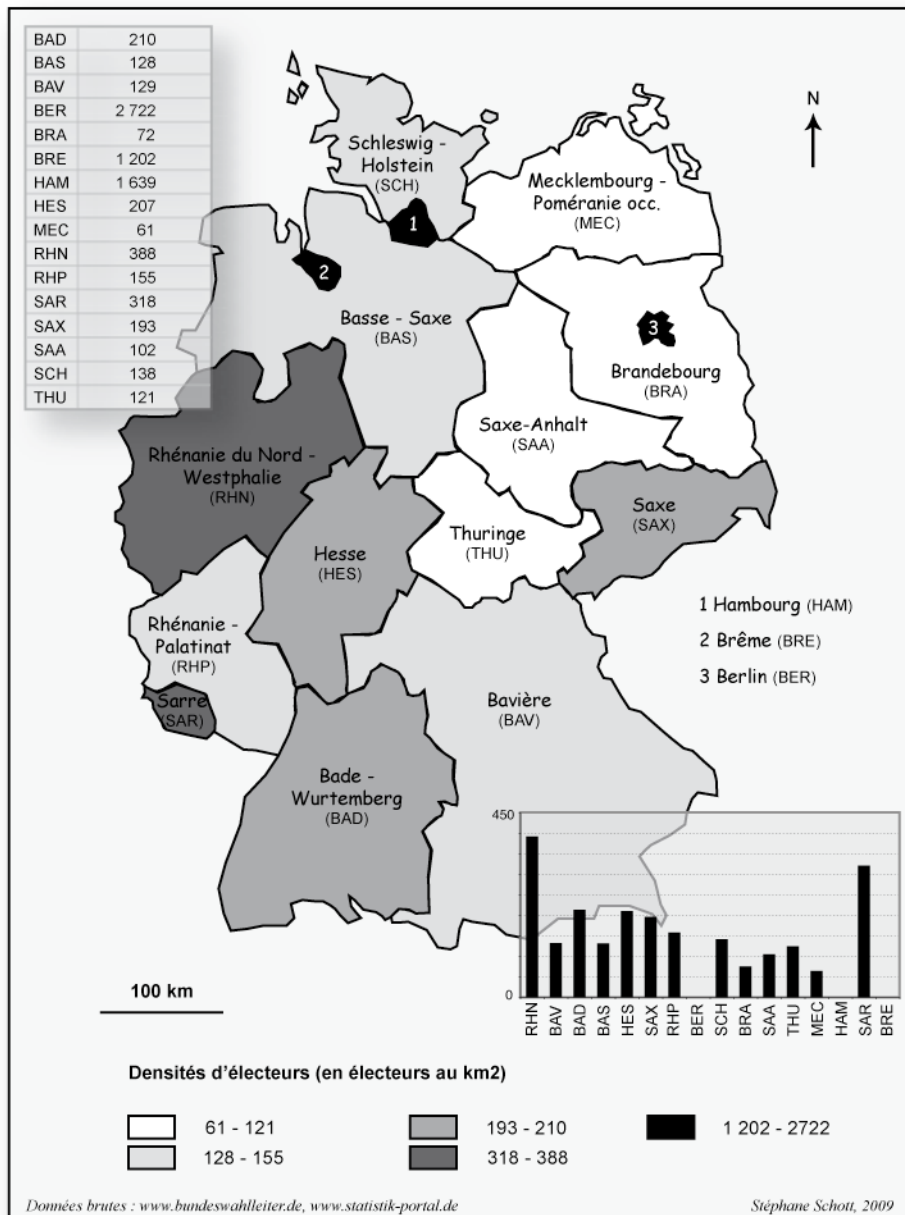 BAD 210
BAS 128
BAV 129
BER 2 722
BRA 72
BRE 1 202
HAM 1 639
HES 207
MEC 61
RHN 388
RHP 155
SAR 318
SAX 193
SAA 102
SCH 138
THU 121
N
Schleswig -
Holstein
(SCH)
Mecklembourg -
Poméranie occ.
(MEC)
1
2
3
Basse - Saxe
(BAS)
Brandebourg
(BRA)
Saxe-Anhalt
(SAA)
Rhénanie du Nord -
Westphalie
(RHN)
Saxe
(SAX)
Thuringe
(THU)
Hesse
(HES)
1 Hambourg (HAM)
2 Brême (BRE)
3 Berlin (BER)
Rhénanie -
Palatinat
(RHP)
Sarre
(SAR)
Bavière
(BAV)
Bade -
Wurtemberg
(BAD)
450
0
RHN BAV BAD BAS HES SAX RHP BER SCH BRA SAA THU MEC HAM SAR BRE
100 km
Densités d'électeurs (en électeurs au km2)
61 - 121
128 - 155
193 - 210
318 - 388
1 202 - 2722
Données brutes : www.bundeswahlleiter.de, www.statistik-portal.de
Stéphane Schott, 2009